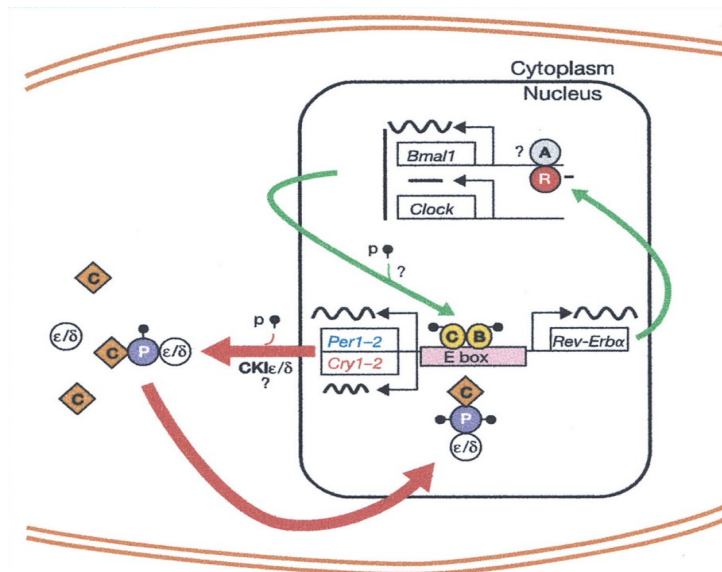 Cytoplasm
Nucleus
Bmal1
?
A
R
–
Clock
p
?
C
C
B
ε/δ
C
P
ε/δ
p
CKIε/δ
?
Per1–2
Cry1–2
E box
Rev-Erbα
C
C
P
ε/δ